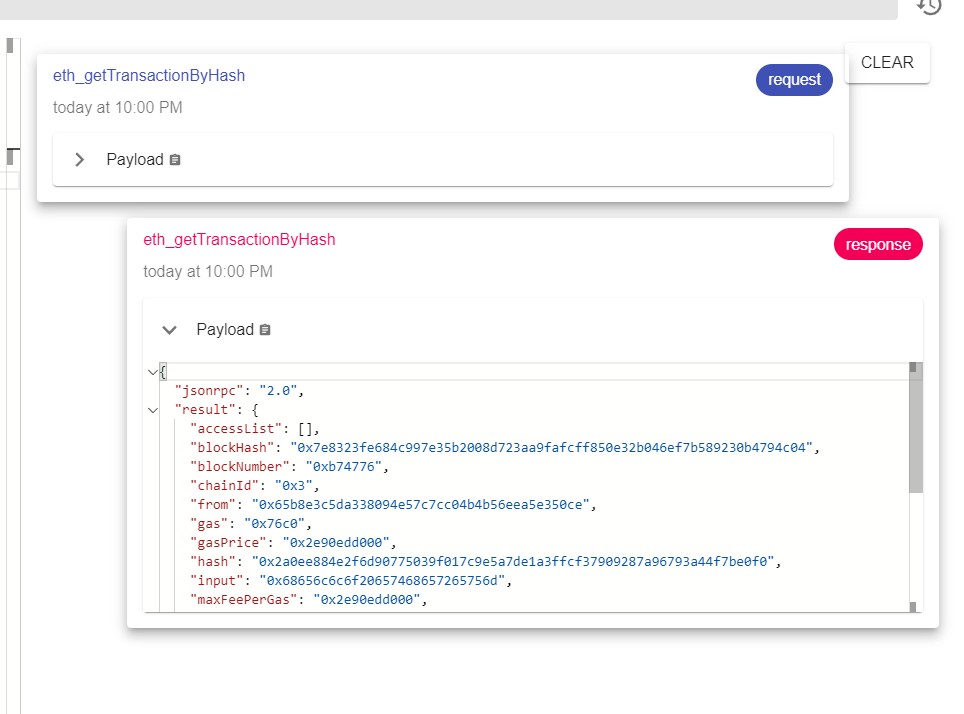 CLEAR
eth_getTransactionByHash
request
today at 10:00 PM
Payload
eth_getTransactionByHash
response
today at 10:00 PM
Payload
{
"jsonrpc": "2.0",
"result": {
"accessList": [],
"blockHash": "0x7e8323fe684c997e35b2008d723aa9fafcff850e32b046ef7b589230b4794c04",
"blockNumber": "0xb74776",
"chainId": "0x3",
"from": "0x65b8e3c5da338094e57c7cc04b4b56eea5e350ce",
"gas": "0x76c0",
"gasPrice": "0x2e90edd000",
"hash": "0x2a0ee884e2f6d90775039f017c9e5a7de1a3ffcf37909287a96793a44f7be0f0",
"input": "0x68656c6c6f20657468657265756d",
"maxFeePerGas": "0x2e90edd000",